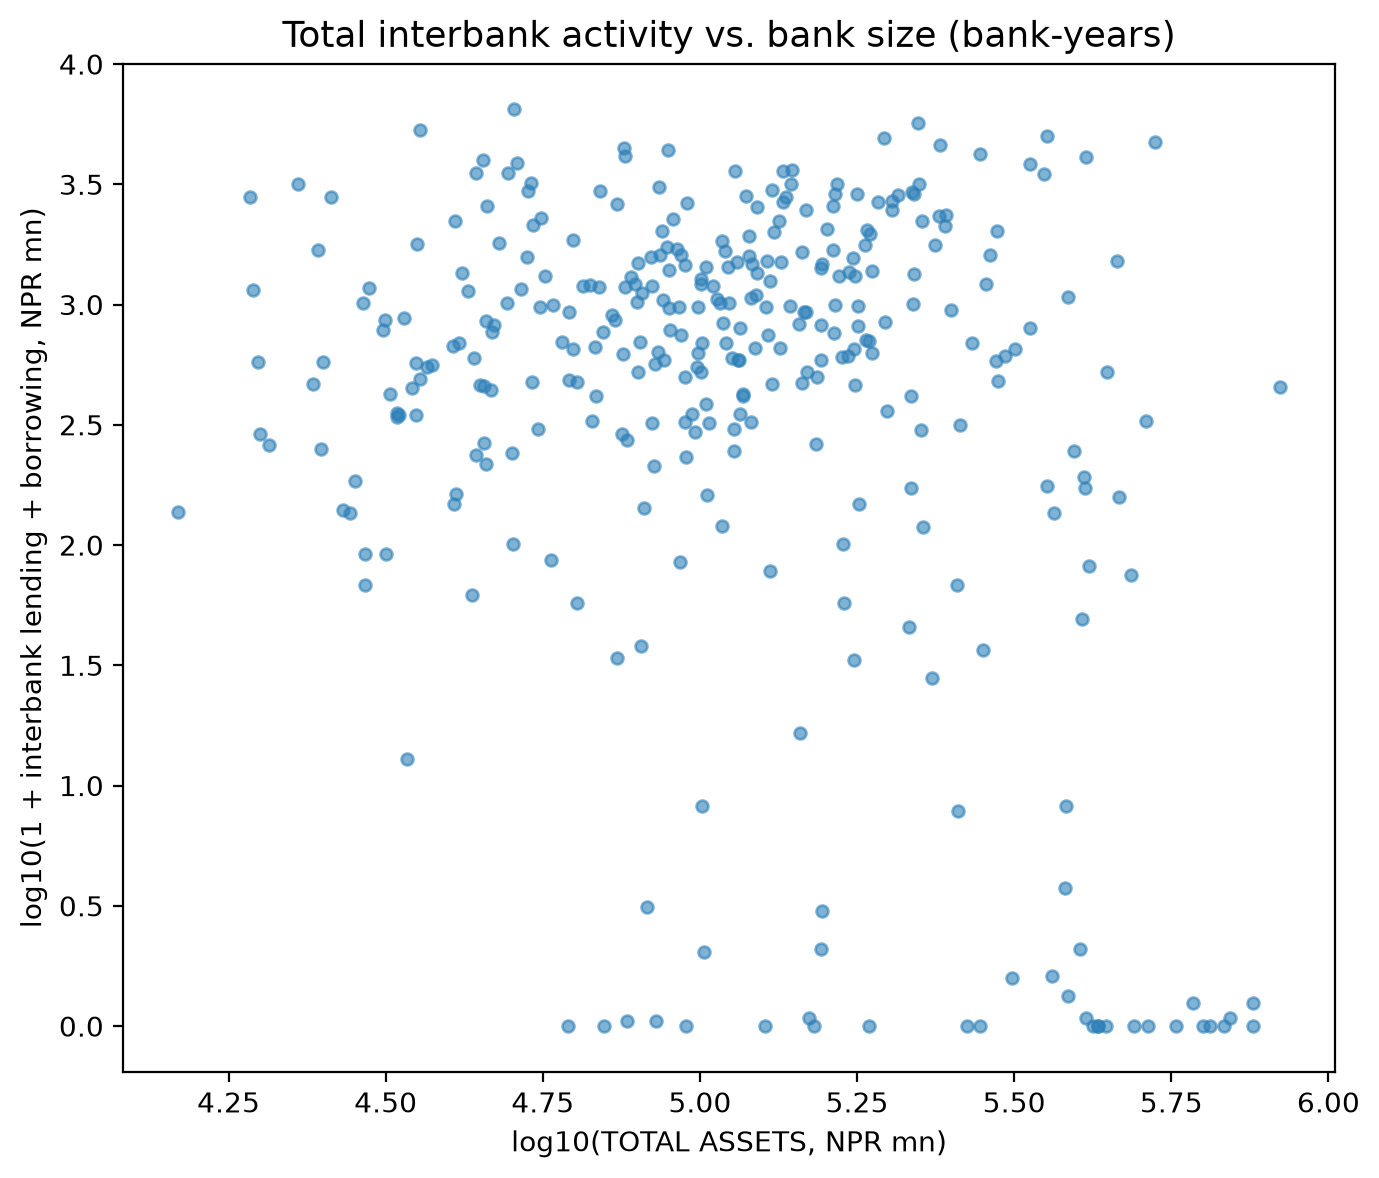 Total interbank activity vs. bank size (bank-years)
log10(1 + interbank lending + borrowing, NPR mn)
4.0
3.5
3.0
2.5
2.0
1.5
1.0
0.5
0.0
4.25 4.50 4.75 5.00 5.25 5.50 5.75 6.00
log10(TOTAL ASSETS, NPR mn)